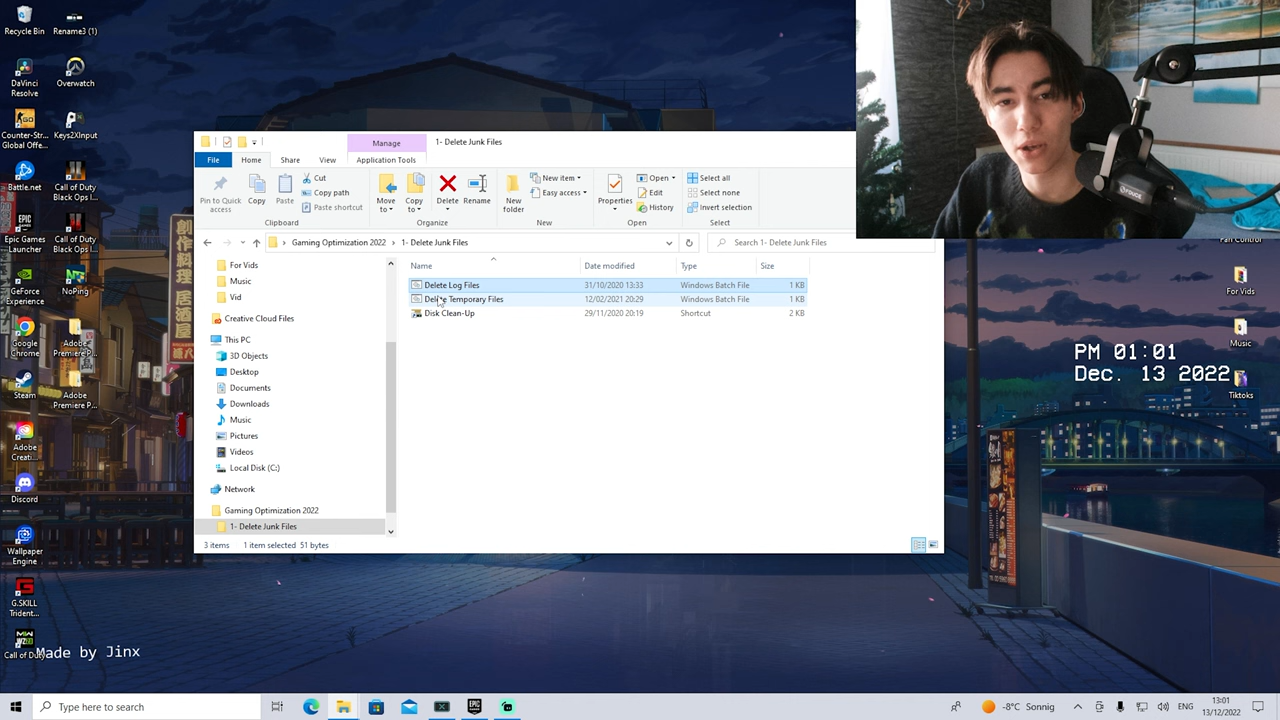 Recycle Bin
Rename3 (1)
DaVinci
Resolve
Overwatch
Counter-Str...
Global Offe...
Keys2XInput
Battle.net
Call of Duty
Black Ops I...
Epic Games
Launcher
Call of Duty
Black Ops I...
GeForce
Experience
NoPing
Google
Chrome
Adobe
Premiere P...
Steam
Adobe
Premiere P...
Adobe
Creati...
Discord
Wallpaper
Engine
G.SKILL
Trident...
Call of Duty
Made by Jinx
Manage
1- Delete Junk Files
File
Home
Share
View
Application Tools
Pin to Quick
access
Copy
Paste
Cut
Copy path
Paste shortcut
Clipboard
Move
to
Copy
to
Delete
Rename
Organize
New
folder
New item
Easy access
New
Properties
Open
Edit
History
Open
Select all
Select none
Invert selection
Select
Gaming Optimization 2022 > 1- Delete Junk Files
Search 1- Delete Junk Files
For Vids
Music
Vid
Creative Cloud Files
This PC
3D Objects
Desktop
Documents
Downloads
Music
Pictures
Videos
Local Disk (C:)
Network
Gaming Optimization 2022
1- Delete Junk Files
Name Date modified Type Size
Delete Log Files 31/10/2020 13:33 Windows Batch File 1 KB
Delete Temporary Files 12/02/2021 20:29 Windows Batch File 1 KB
Disk Clean-Up 29/11/2020 20:19 Shortcut 2 KB
3 items 1 item selected 51 bytes
Fan Control
For Vids
Music
Tiktoks
PM 01:01
Dec. 13 2022
創作料理 居酒屋
Type here to search
-8°C Sonnig
ENG
13:01
13/12/2022